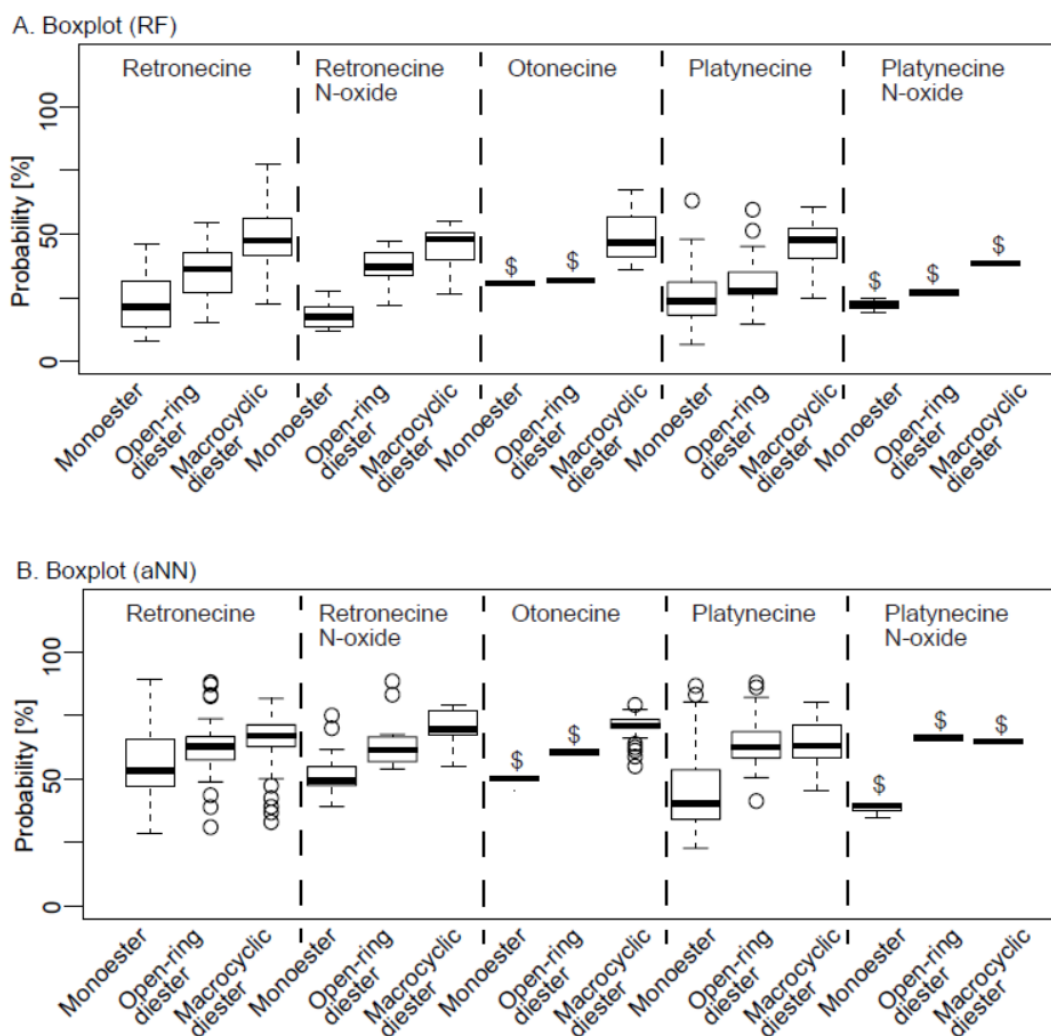 A. Boxplot (RF)
Retronecine
Retronecine
N-oxide
Otonecine
Platynecine
Platynecine
N-oxide
Probability [%]
100
50
0
$
$
$
$
$
Monoester
Open-ring
diester
Macrocyclic
diester
Monoester
Open-ring
diester
Macrocyclic
diester
Monoester
Open-ring
diester
Macrocyclic
diester
Monoester
Open-ring
diester
Macrocyclic
diester
Monoester
Open-ring
diester
Macrocyclic
diester
B. Boxplot (aNN)
Retronecine
Retronecine
N-oxide
Otonecine
Platynecine
Platynecine
N-oxide
Probability [%]
100
50
0
$
$
$
$
$
Monoester
Open-ring
diester
Macrocyclic
diester
Monoester
Open-ring
diester
Macrocyclic
diester
Monoester
Open-ring
diester
Macrocyclic
diester
Monoester
Open-ring
diester
Macrocyclic
diester
Monoester
Open-ring
diester
Macrocyclic
diester